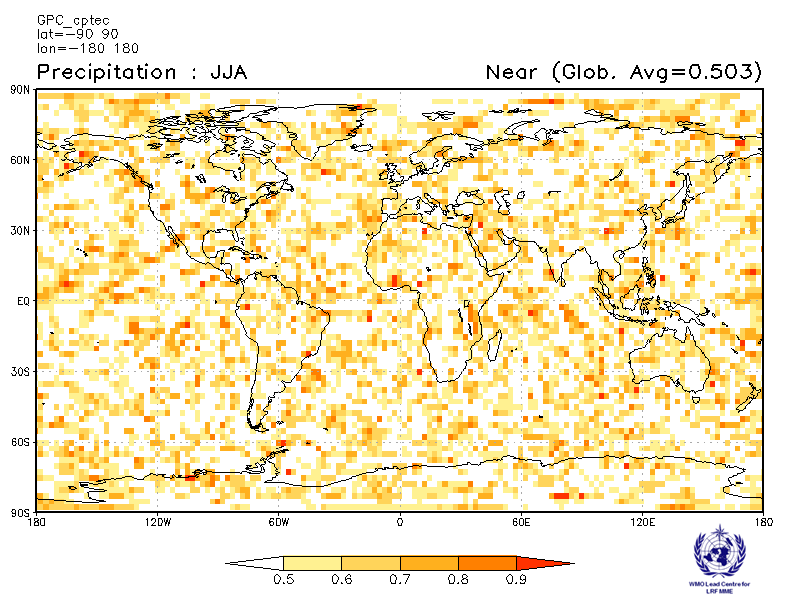 GPC_cptec
lat=-90 90
lon=-180 180
Precipitation : JJA
Near (Glob. Avg=0.503)
90N
60N
30N
EQ
30S
60S
90S
180 120W 60W 0 60E 120E 180
0.5 0.6 0.7 0.8 0.9
WMO Lead Centre for
LRF MME